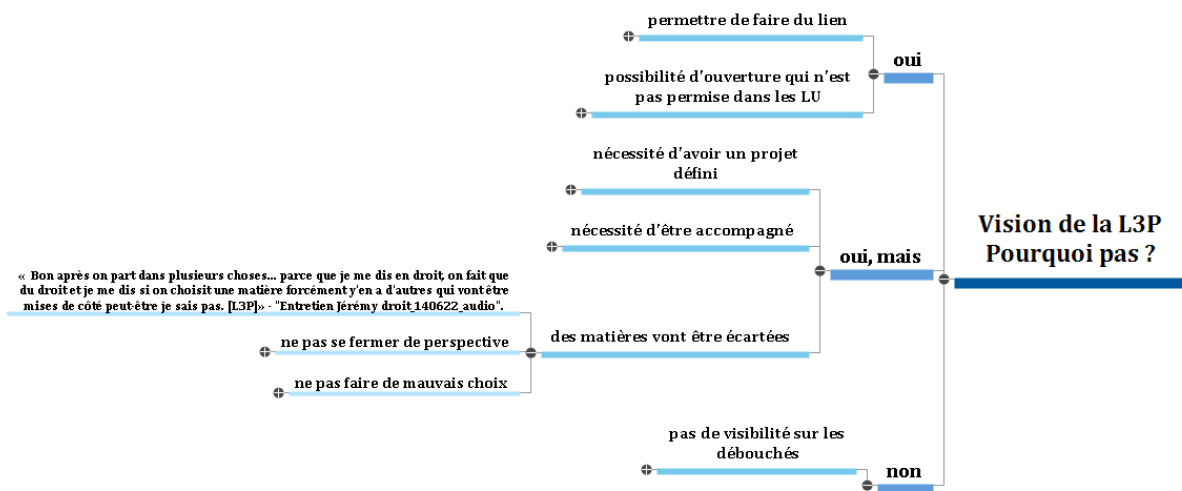 permettre de faire du lien
oui
possibilité d'ouverture qui n'est
pas permise dans les LU
nécessité d'avoir un projet
défini
nécessité d'être accompagné
oui, mais
Vision de la L3P
Pourquoi pas ?
« Bon après on part dans plusieurs choses... parce que je me dis en droit, on fait que
du droit et je me dis si on choisit une matière forcément y'en a d'autres qui vont être
mises de côté peut-être je sais pas. [L3P]» - "Entretien Jérémy droit_140622_audio".
des matières vont être écartées
ne pas se fermer de perspective
ne pas faire de mauvais choix
pas de visibilité sur les
débouchés
non